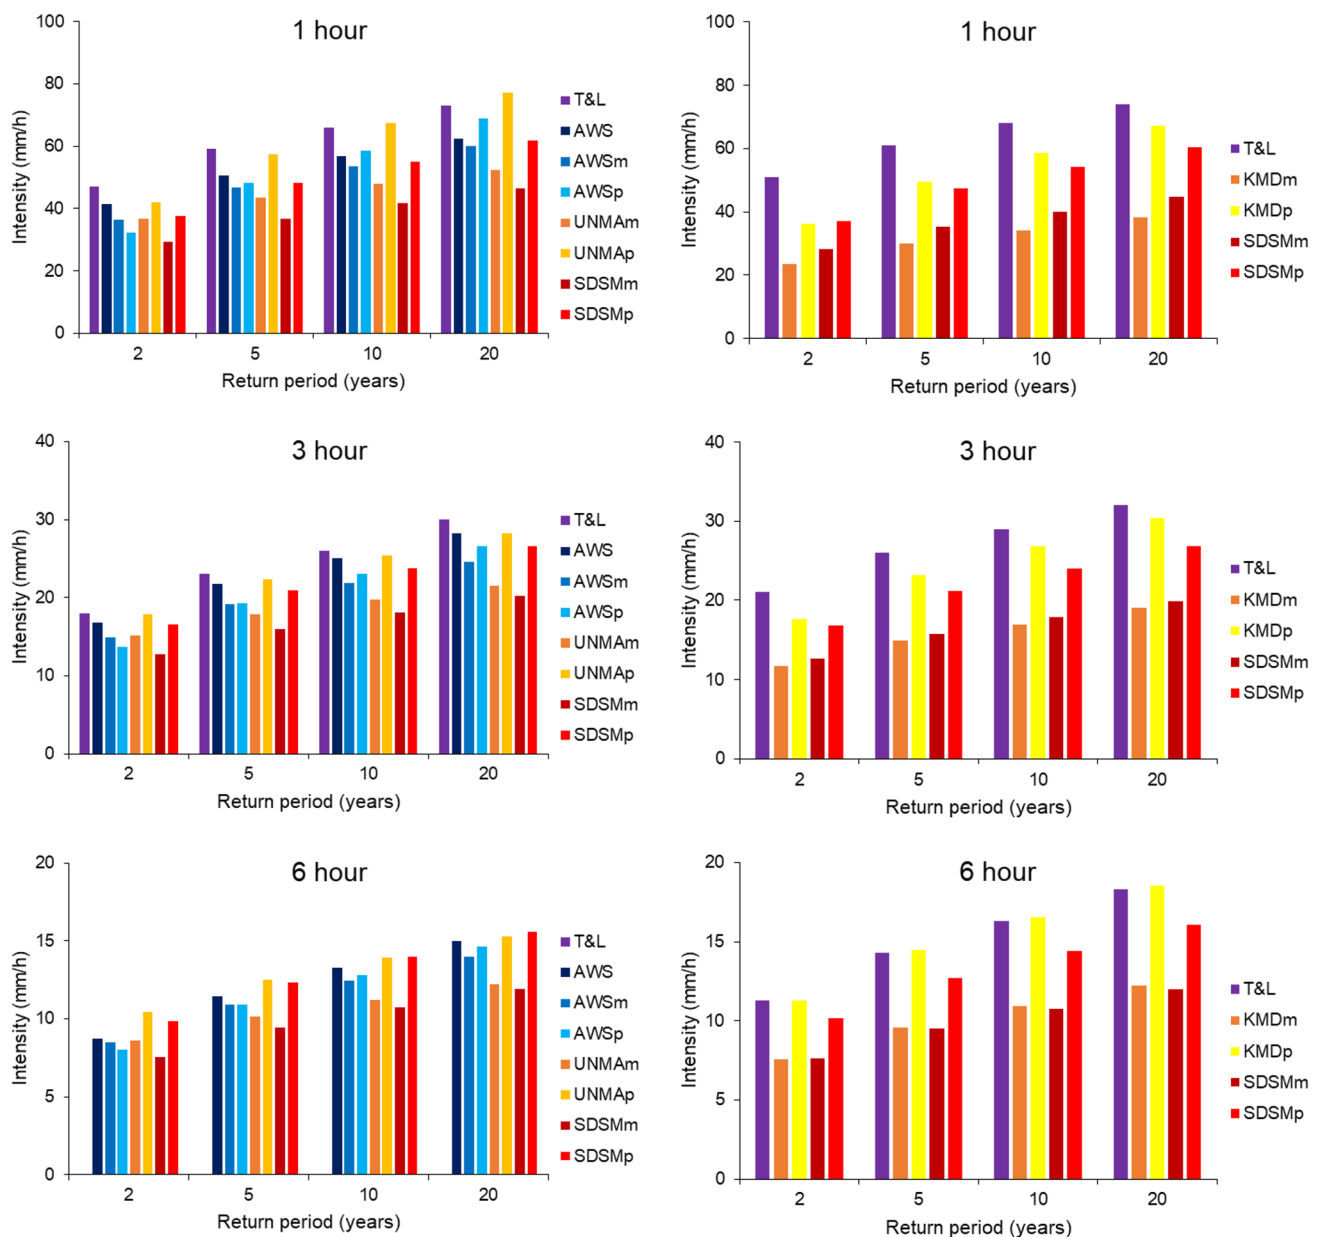 1 hour
Intensity (mm/h)
100
80
60
40
20
0
2 5 10 20
Return period (years)
T&L
AWS
AWSm
AWSp
UNMAm
UNMAp
SDSMm
SDSMp
1 hour
Intensity (mm/h)
100
80
60
40
20
0
2 5 10 20
Return period (years)
T&L
KMDm
KMDp
SDSMm
SDSMp
3 hour
Intensity (mm/h)
40
30
20
10
0
2 5 10 20
Return period (years)
T&L
AWS
AWSm
AWSp
UNMAm
UNMAp
SDSMm
SDSMp
3 hour
Intensity (mm/h)
40
30
20
10
0
2 5 10 20
Return period (years)
T&L
KMDm
KMDp
SDSMm
SDSMp
6 hour
Intensity (mm/h)
20
15
10
5
0
2 5 10 20
Return period (years)
T&L
AWS
AWSm
AWSp
UNMAm
UNMAp
SDSMm
SDSMp
6 hour
Intensity (mm/h)
20
15
10
5
0
2 5 10 20
Return period (years)
T&L
KMDm
KMDp
SDSMm
SDSMp